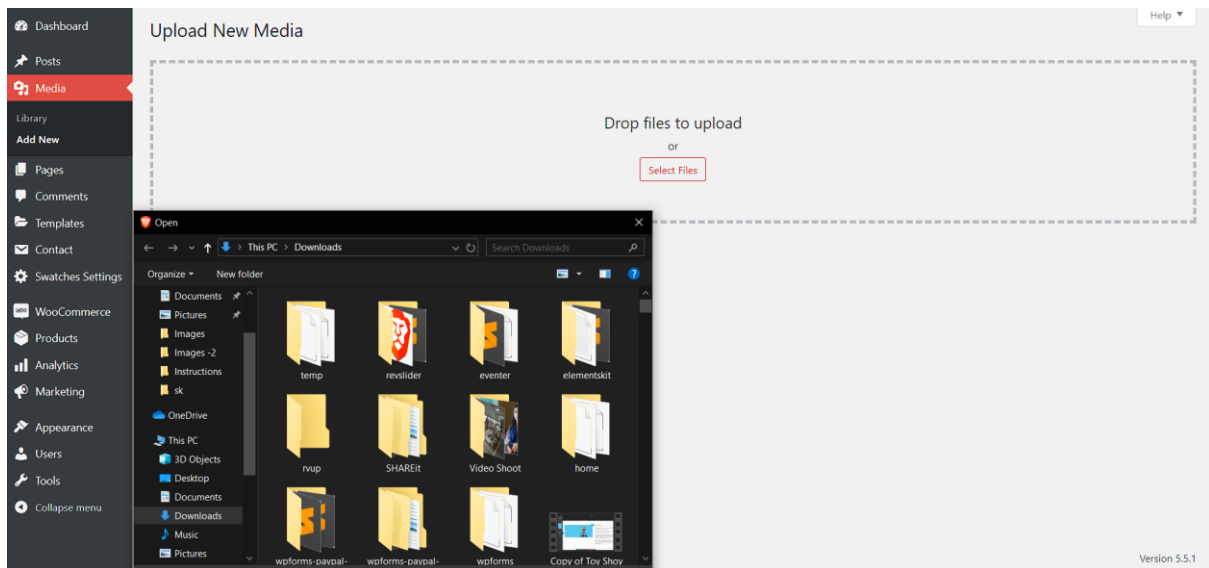 Dashboard
Posts
Media
Library
Add New
Pages
Comments
Templates
Contact
Swatches Settings
WooCommerce
Products
Analytics
Marketing
Appearance
Users
Tools
Collapse menu
Help ▼
Upload New Media
Drop files to upload
or
Select Files
Open
This PC > Downloads
Search Downloads
Organize New folder
Documents
Pictures
Images
Images -2
Instructions
sk
OneDrive
This PC
3D Objects
Desktop
Documents
Downloads
Music
Pictures
temp revslider eventer elementskit
rvup SHAREit Video Shoot home
wpforms-paypal- wpforms-paypal- wpforms Copy of Toy Shoy
Version 5.5.1